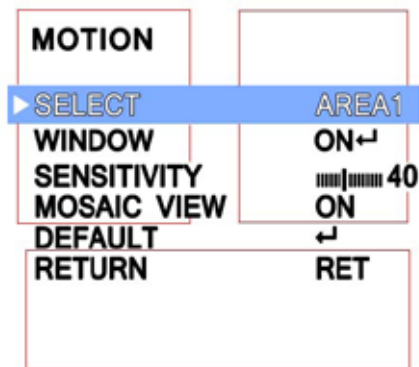 MOTION
SELECT AREA1
WINDOW ON↵
SENSITIVITY 40
MOSAIC VIEW ON
DEFAULT ↵
RETURN RET